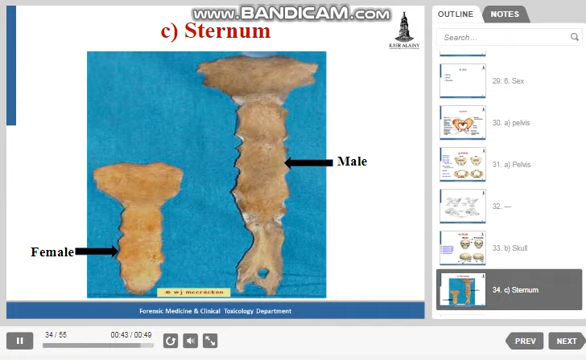 www.BANDICAM.com
c) Sternum
KASR ALAINY
Male
Female
© wj mccracken
Forensic Medicine & Clinical Toxicology Department
OUTLINE
NOTES
Search...
29. 6. Sex
30. a) pelvis
31. a) Pelvis
32. ---
33. b) Skull
34. c) Sternum
34 / 55
00:43 / 00:49
PREV
NEXT